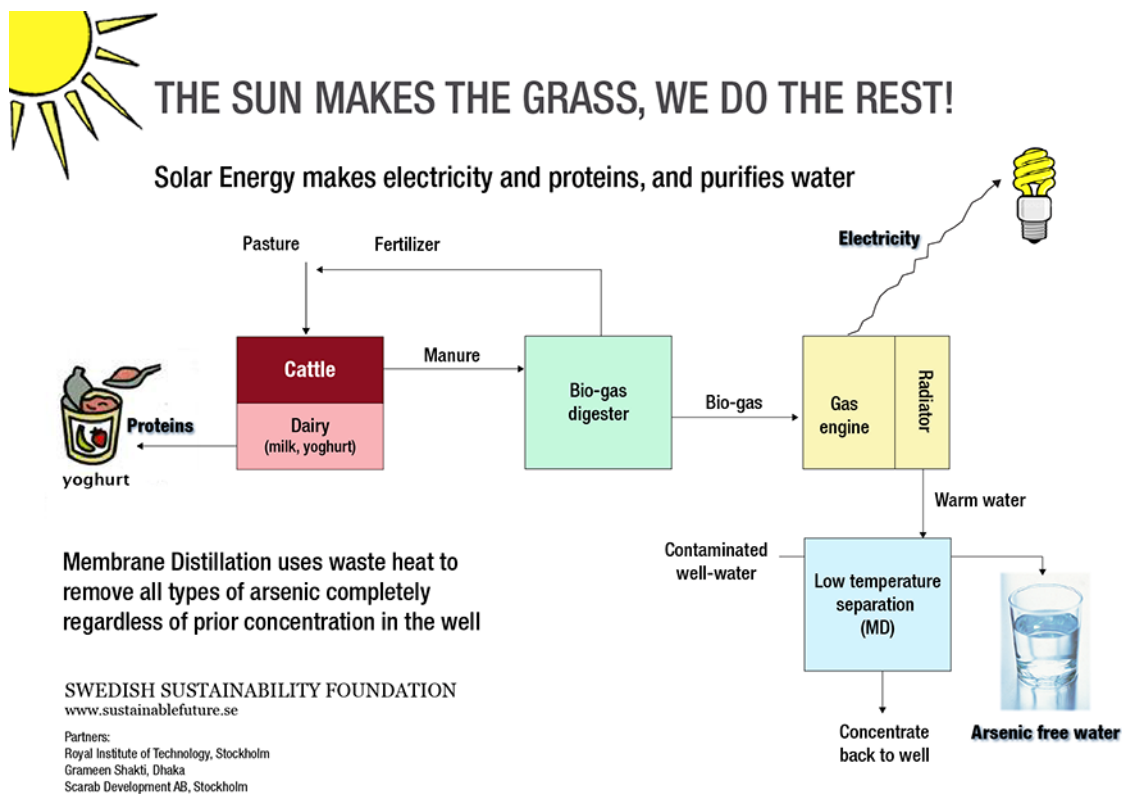 THE SUN MAKES THE GRASS, WE DO THE REST!
Solar Energy makes electricity and proteins, and purifies water
Electricity
Pasture
Fertilizer
Cattle
Manure
Dairy
(milk, yoghurt)
Proteins
yoghurt
Bio-gas
digester
Bio-gas
Gas
engine
Radiator
Warm water
Contaminated
well-water
Low temperature
separation
(MD)
Concentrate
back to well
Arsenic free water
Membrane Distillation uses waste heat to
remove all types of arsenic completely
regardless of prior concentration in the well
SWEDISH SUSTAINABILITY FOUNDATION
www.sustainablefuture.se
Partners:
Royal Institute of Technology, Stockholm
Grameen Shakti, Dhaka
Scarab Development AB, Stockholm